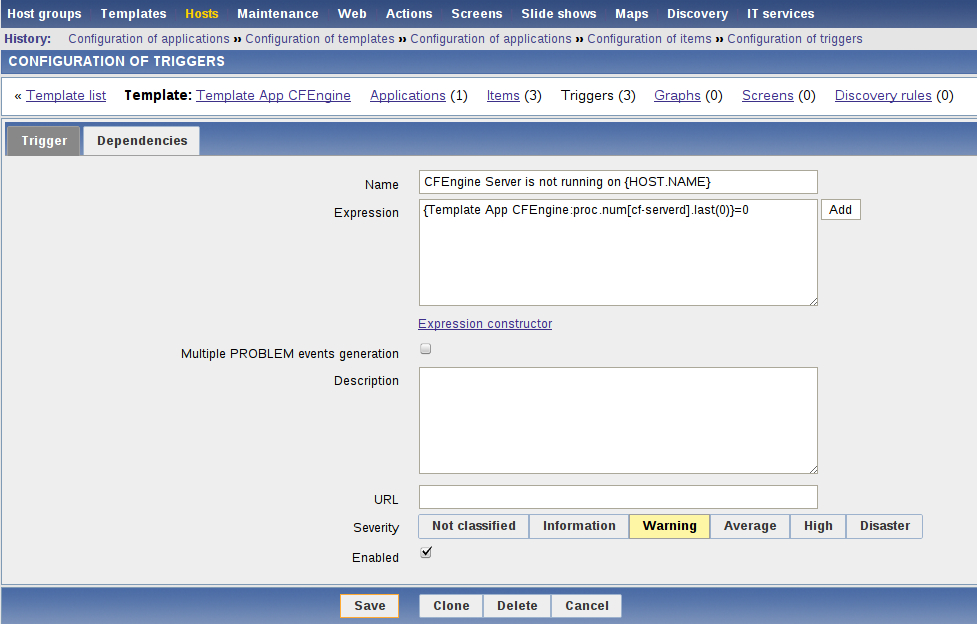 Host groups Templates Hosts Maintenance Web Actions Screens Slide shows Maps Discovery IT services
History: Configuration of applications » Configuration of templates » Configuration of applications » Configuration of items » Configuration of triggers
CONFIGURATION OF TRIGGERS
« Template list Template: Template App CFEngine Applications (1) Items (3) Triggers (3) Graphs (0) Screens (0) Discovery rules (0)
Trigger Dependencies
Name CFEngine Server is not running on {HOST.NAME}
Expression {Template App CFEngine:proc.num[cf-serverd].last(0)}=0 Add
Expression constructor
Multiple PROBLEM events generation
Description
URL
Severity Not classified Information Warning Average High Disaster
Enabled
Save Clone Delete Cancel